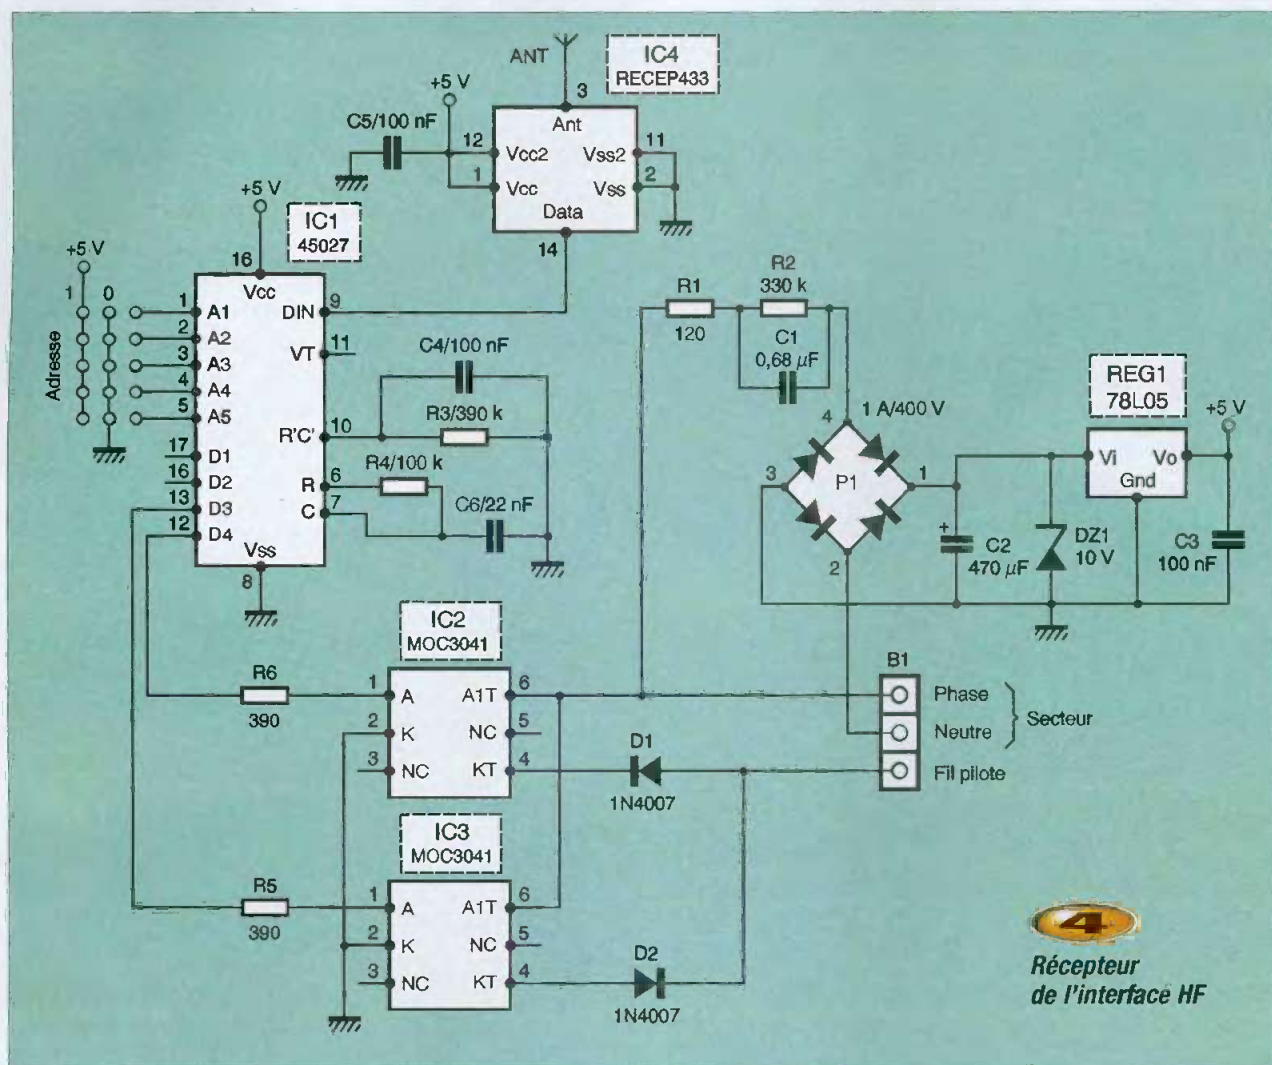 ANT
IC4
RECEP433
+5 V
3
C5/100 nF
12
Ant
11
Vcc2
Vss2
1
Vcc
Vss
2
Data
14
+5 V
IC1
45027
+5 V
16
1
0
Adresse
Vcc
1
A1
DIN
9
2
A2
VT
11
3
A3
4
A4
5
A5
R'C'
10
17
D1
16
D2
R
6
13
D3
C
7
12
D4
Vss
8
C4/100 nF
R3/390 k
R4/100 k
C6/22 nF
R1
120
R2
330 k
C1
0,68 µF
4
1 A/400 V
3
P1
1
2
REG1
78L05
+5 V
Vi
Vo
Gnd
+
C2
470 µF
DZ1
10 V
C3
100 nF
IC2
MOC3041
R6
390
1
A
A1T
6
2
K
NC
5
3
NC
KT
4
D1
1N4007
B1
Phase
Neutre
Secteur
Fil pilote
IC3
MOC3041
R5
390
1
A
A1T
6
2
K
NC
5
3
NC
KT
4
D2
1N4007
4
Récepteur
de l'interface HF